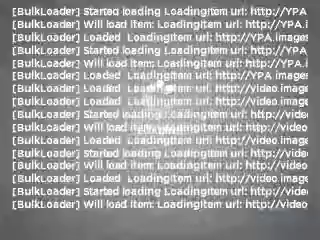 [BulkLoader] Started loading LoadingItem url: http://YPA
[BulkLoader] Will load item: LoadingItem url: http://YPA.i
[BulkLoader] Loaded LoadingItem url: http://YPA.images
[BulkLoader] Started loading LoadingItem url: http://YPA
[BulkLoader] Will load item: LoadingItem url: http://YPA.i
[BulkLoader] Loaded LoadingItem url: http://YPA.images
[BulkLoader] Loaded LoadingItem url: http://video.image
[BulkLoader] Loaded LoadingItem url: http://video.image
[BulkLoader] Started loading LoadingItem url: http://vide
[BulkLoader] Will load item: LoadingItem url: http://video
[BulkLoader] Loaded LoadingItem url: http://video.image
[BulkLoader] Started loading LoadingItem url: http://vide
[BulkLoader] Will load item: LoadingItem url: http://video
[BulkLoader] Loaded LoadingItem url: http://video.image
[BulkLoader] Started loading LoadingItem url: http://vide
[BulkLoader] Will load item: LoadingItem url: http://video